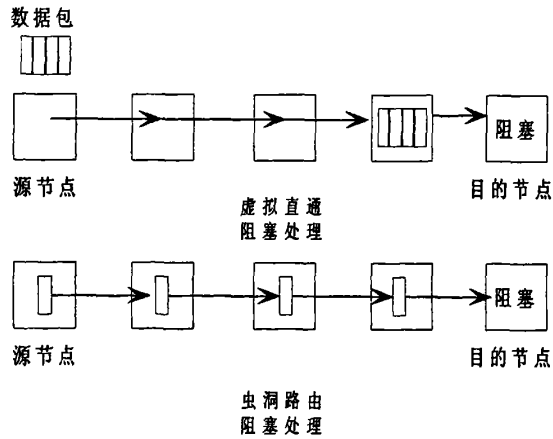 数据包
阻塞
源节点
目的节点
虚拟直通
阻塞处理
阻塞
源节点
目的节点
虫洞路由
阻塞处理